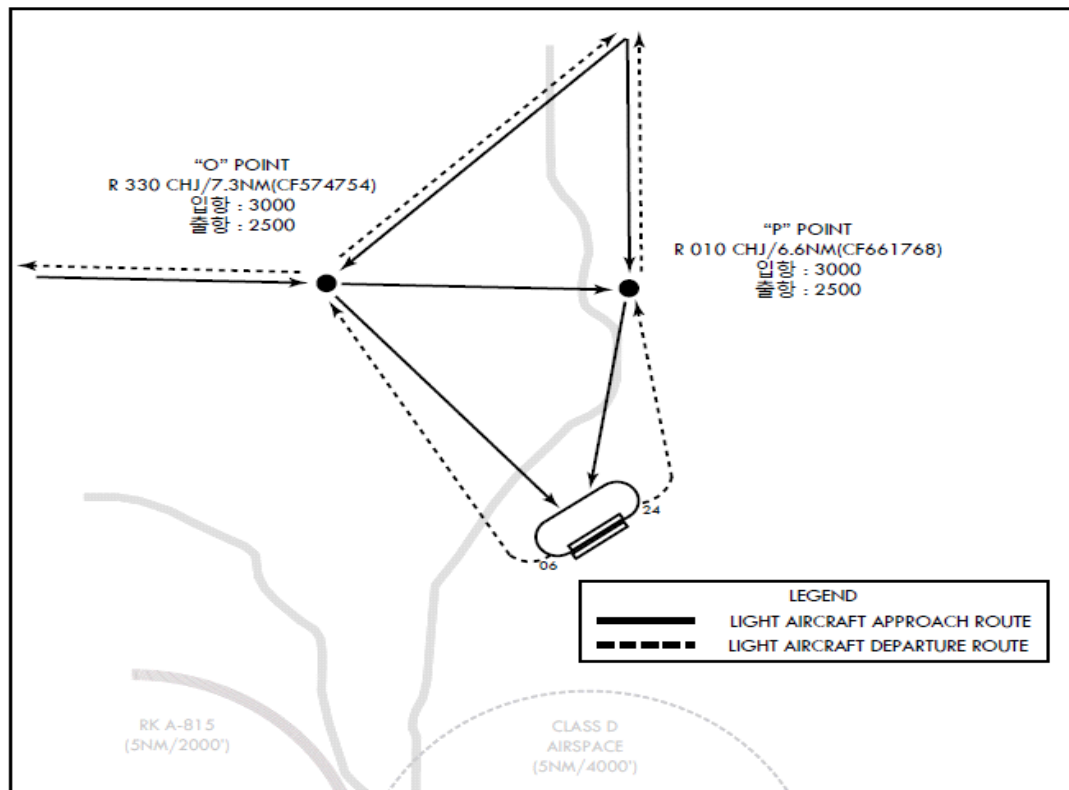 “O” POINT
R 330 CHJ/7.3NM(CF574754)
입항 : 3000
출항 : 2500
“P” POINT
R 010 CHJ/6.6NM(CF661768)
입항 : 3000
출항 : 2500
24
06
LEGEND
LIGHT AIRCRAFT APPROACH ROUTE
LIGHT AIRCRAFT DEPARTURE ROUTE
RK A-815
(5NM/2000')
CLASS D
AIRSPACE
(5NM/4000')